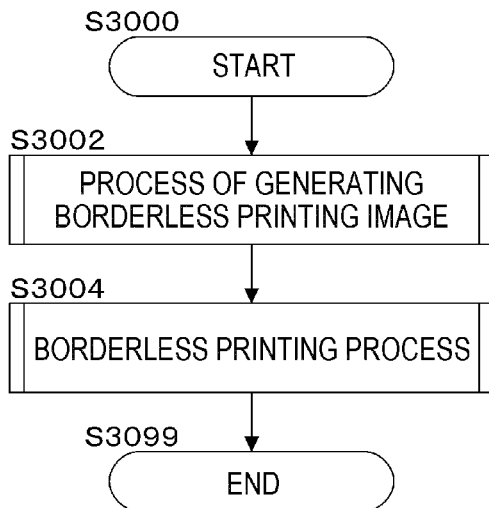 S3000
START
S3002
PROCESS OF GENERATING
BORDERLESS PRINTING IMAGE
S3004
BORDERLESS PRINTING PROCESS
S3099
END